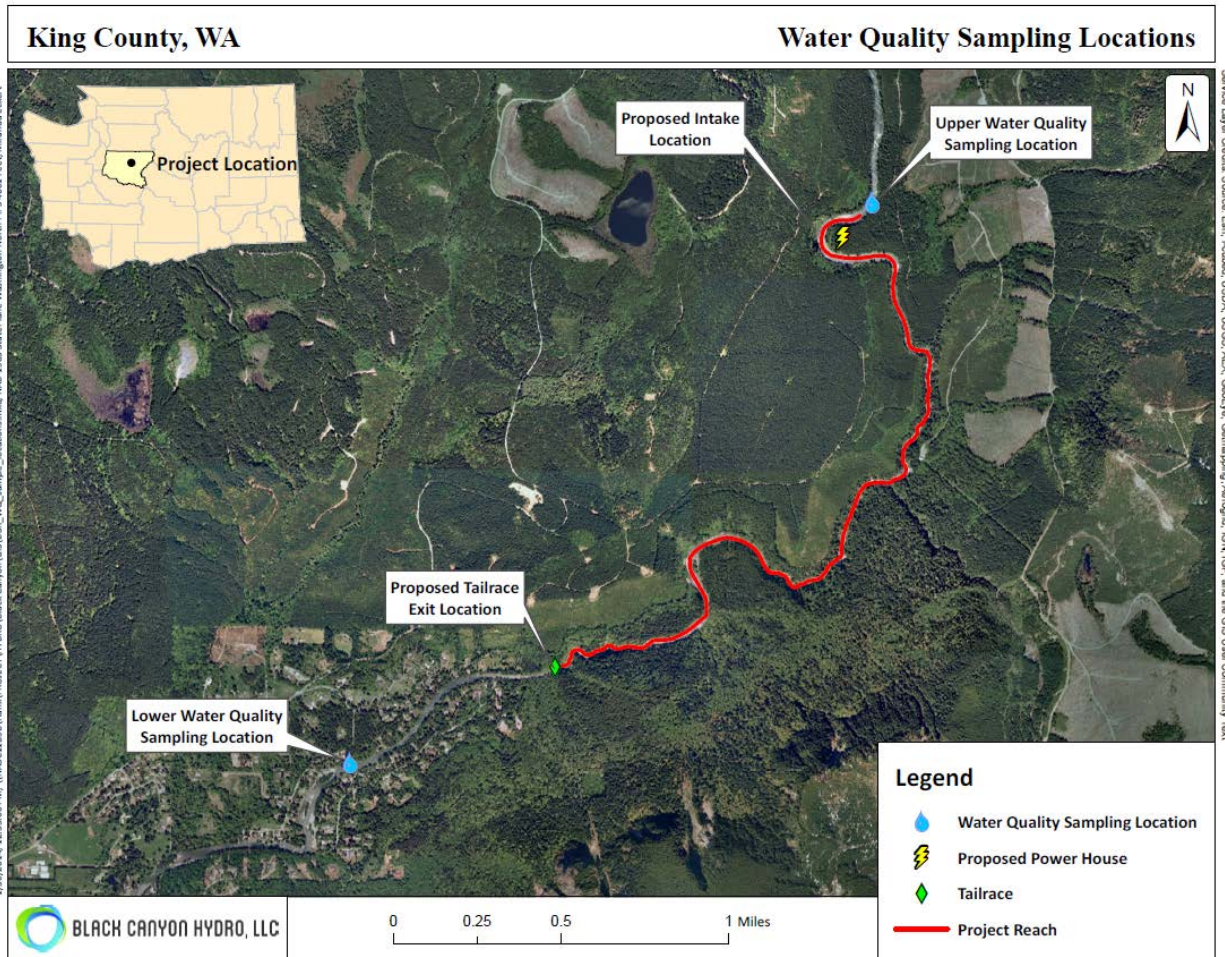 King County, WA
Water Quality Sampling Locations
Project Location
Proposed Intake
Location
Upper Water Quality
Sampling Location
N
Proposed Tailrace
Exit Location
Lower Water Quality
Sampling Location
Legend
Water Quality Sampling Location
Proposed Power House
Tailrace
Project Reach
BLACK CANYON HYDRO, LLC
0 0.25 0.5 1 Miles